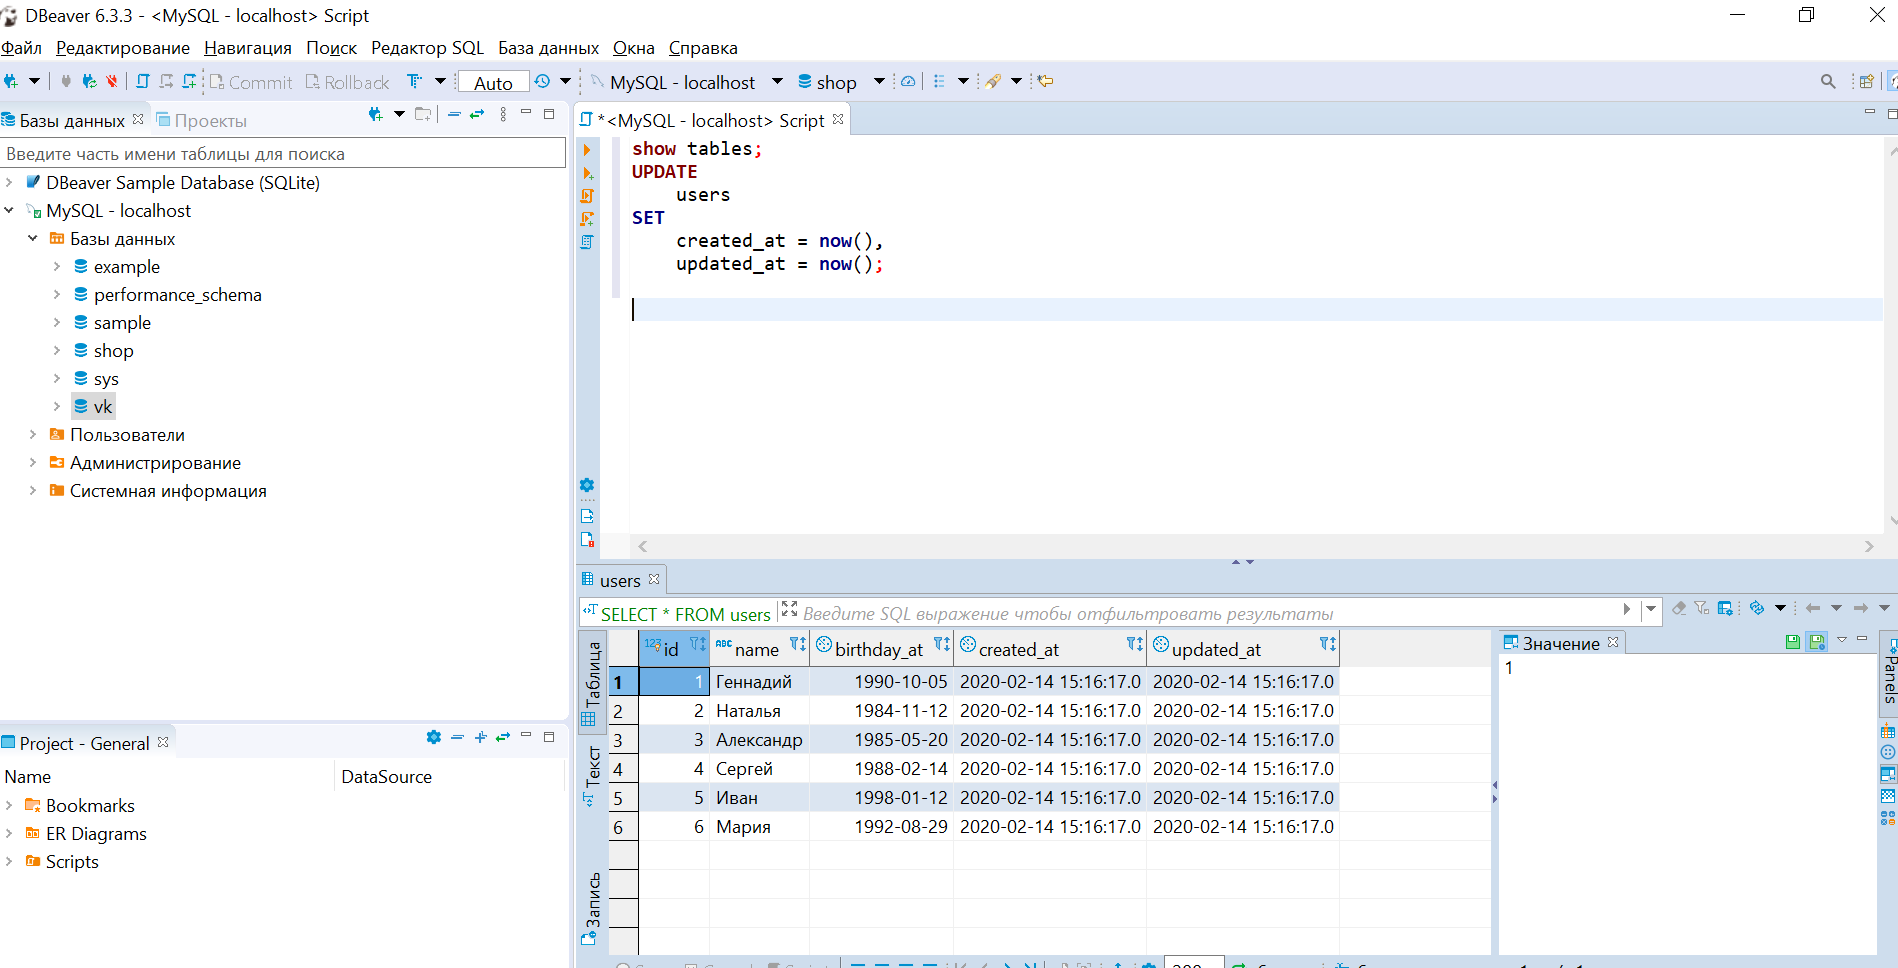 DBeaver 6.3.3 - <MySQL - localhost> Script
Файл Редактирование Навигация Поиск Редактор SQL База данных Окна Справка
Commit Rollback Auto MySQL - localhost shop
Базы данных Проекты
Введите часть имени таблицы для поиска
DBeaver Sample Database (SQLite)
MySQL - localhost
Базы данных
example
performance_schema
sample
shop
sys
vk
Пользователи
Администрирование
Системная информация
Project - General
Name DataSource
Bookmarks
ER Diagrams
Scripts
*<MySQL - localhost> Script
show tables;
UPDATE
users
SET
created_at = now(),
updated_at = now();
users
SELECT * FROM users Введите SQL выражение чтобы отфильтровать результаты
Таблица
Текст
Запись
123 id ABC name birthday_at created_at updated_at
1 1 Геннадий 1990-10-05 2020-02-14 15:16:17.0 2020-02-14 15:16:17.0
2 2 Наталья 1984-11-12 2020-02-14 15:16:17.0 2020-02-14 15:16:17.0
3 3 Александр 1985-05-20 2020-02-14 15:16:17.0 2020-02-14 15:16:17.0
4 4 Сергей 1988-02-14 2020-02-14 15:16:17.0 2020-02-14 15:16:17.0
5 5 Иван 1998-01-12 2020-02-14 15:16:17.0 2020-02-14 15:16:17.0
6 6 Мария 1992-08-29 2020-02-14 15:16:17.0 2020-02-14 15:16:17.0
Значение
1
Panels